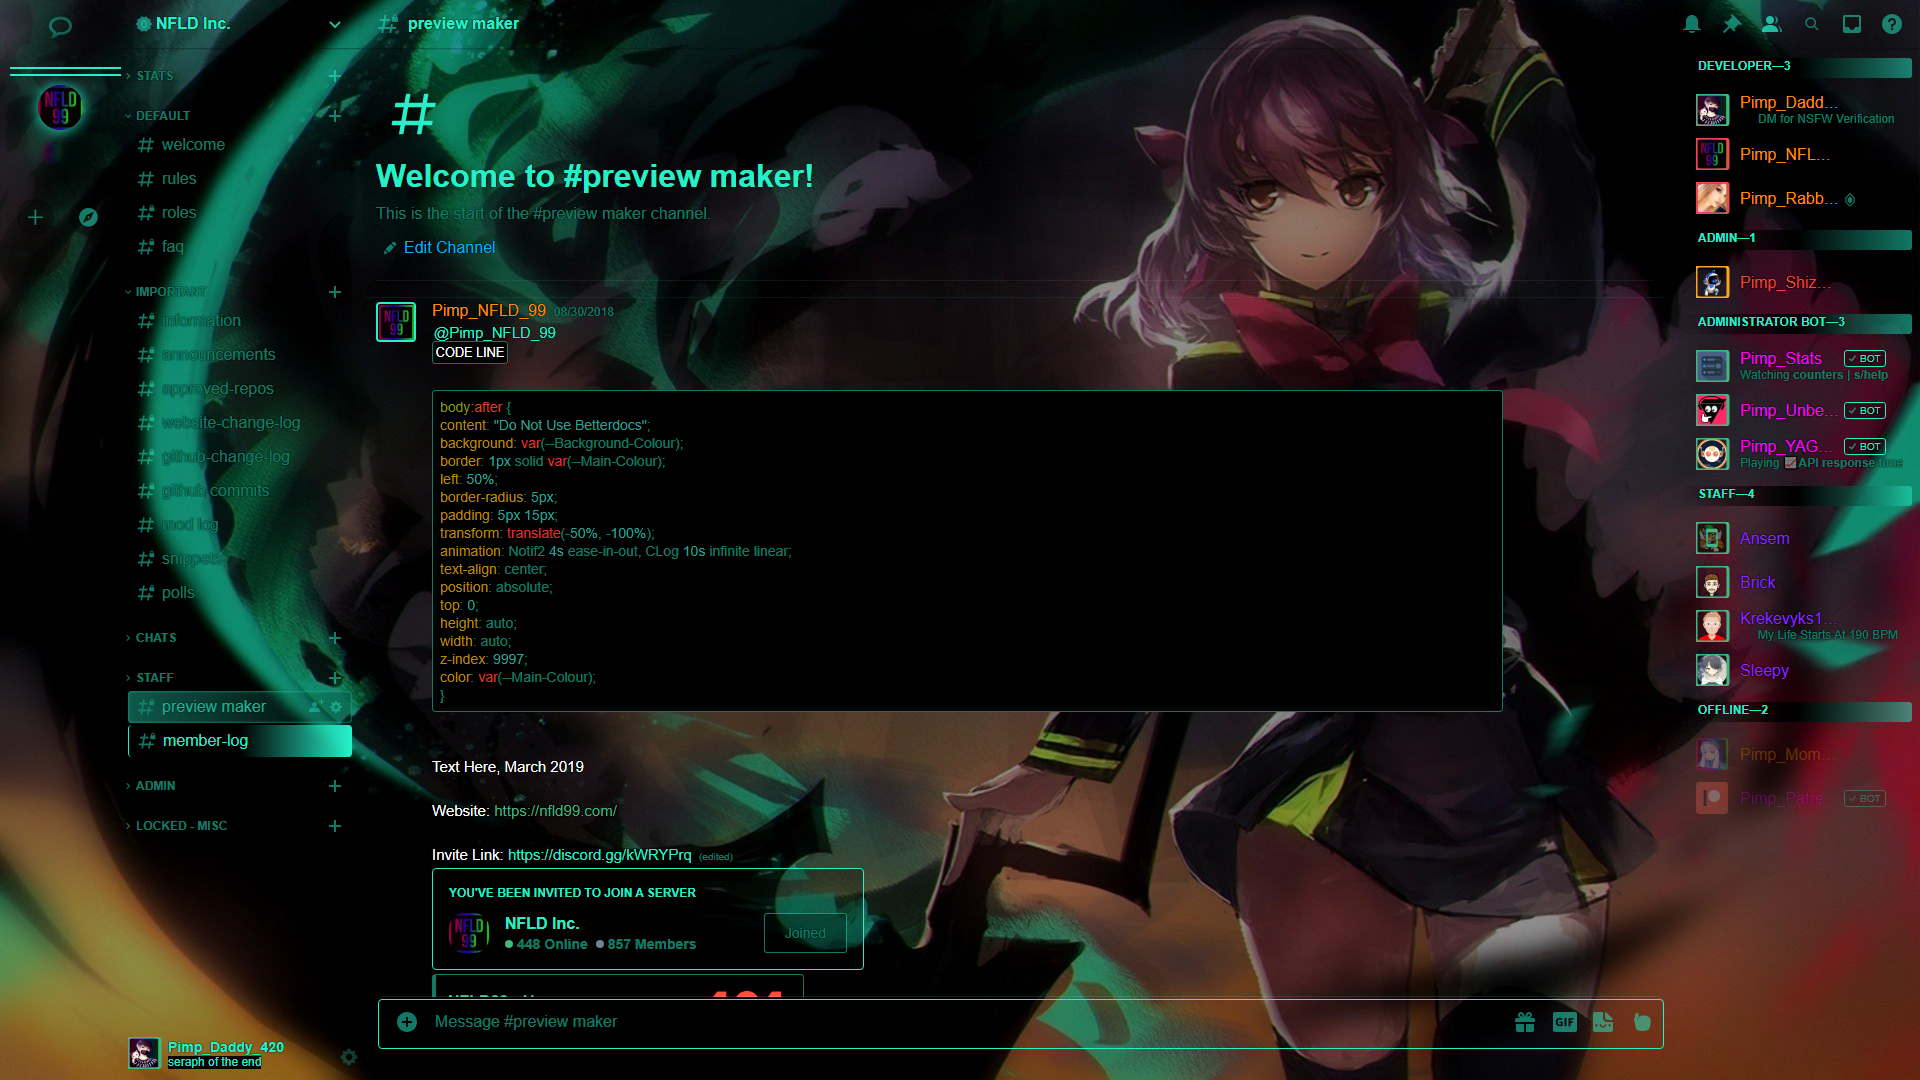 NFLD Inc.
STATS
DEFAULT
welcome
rules
roles
faq
IMPORTANT
information
announcements
approved-repos
website-change-log
github-change-log
github commits
mod log
snippets
polls
CHATS
STAFF
preview maker
member-log
ADMIN
LOCKED - MISC
Pimp_Daddy_420
seraph of the end
NFLD
99
preview maker
Welcome to #preview maker!
This is the start of the #preview maker channel.
Edit Channel
NFLD
99
Pimp_NFLD_99 08/30/2018
@Pimp_NFLD_99
CODE LINE
body:after {
content: "Do Not Use Betterdocs";
background: var(--Background-Colour);
border: 1px solid var(--Main-Colour);
left: 50%;
border-radius: 5px;
padding: 5px 15px;
transform: translate(-50%, -100%);
animation: Notif2 4s ease-in-out, CLog 10s infinite linear;
text-align: center;
position: absolute;
top: 0;
height: auto;
width: auto;
z-index: 9997;
color: var(--Main-Colour);
}
Text Here, March 2019
Website: https://nfld99.com/
Invite Link: https://discord.gg/kWRYPrq (edited)
YOU'VE BEEN INVITED TO JOIN A SERVER
NFLD
99
NFLD Inc.
448 Online 857 Members
Joined
Message #preview maker
GIF
DEVELOPER—3
Pimp_Dadd...
DM for NSFW Verification
NFLD
99
Pimp_NFL...
Pimp_Rabb...
ADMIN—1
Pimp_Shiz...
ADMINISTRATOR BOT—3
Pimp_Stats ✓ BOT
Watching counters | s/help
Pimp_Unbe... ✓ BOT
Pimp_YAG... ✓ BOT
Playing 📈API response time
STAFF—4
Ansem
Brick
Krekevyks1...
My Life Starts At 190 BPM
Sleepy
OFFLINE—2
Pimp_Mom...
Pimp_Patre... ✓ BOT